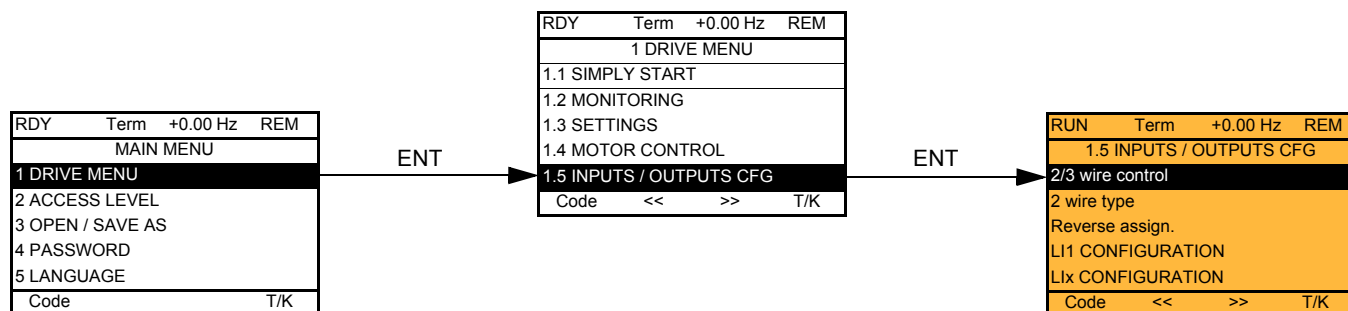 RDY Term +0.00 Hz REM
MAIN MENU
1 DRIVE MENU
2 ACCESS LEVEL
3 OPEN / SAVE AS
4 PASSWORD
5 LANGUAGE
Code T/K
ENT
RDY Term +0.00 Hz REM
1 DRIVE MENU
1.1 SIMPLY START
1.2 MONITORING
1.3 SETTINGS
1.4 MOTOR CONTROL
1.5 INPUTS / OUTPUTS CFG
Code << >> T/K
ENT
RUN Term +0.00 Hz REM
1.5 INPUTS / OUTPUTS CFG
2/3 wire control
2 wire type
Reverse assign.
LI1 CONFIGURATION
LIx CONFIGURATION
Code << >> T/K